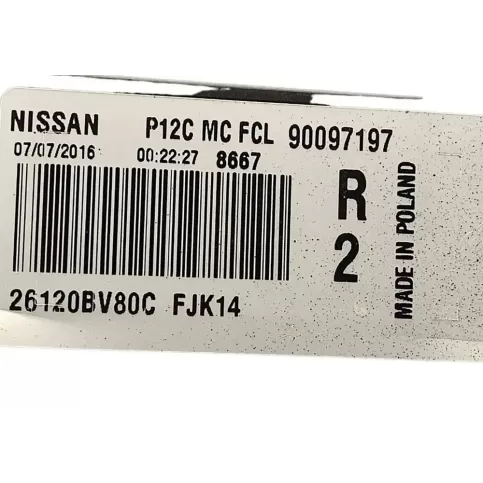 NISSAN P12C MC FCL 90097197
07/07/2016 00:22:27 8667
R
2
MADE IN POLAND
26120BV80C FJK14